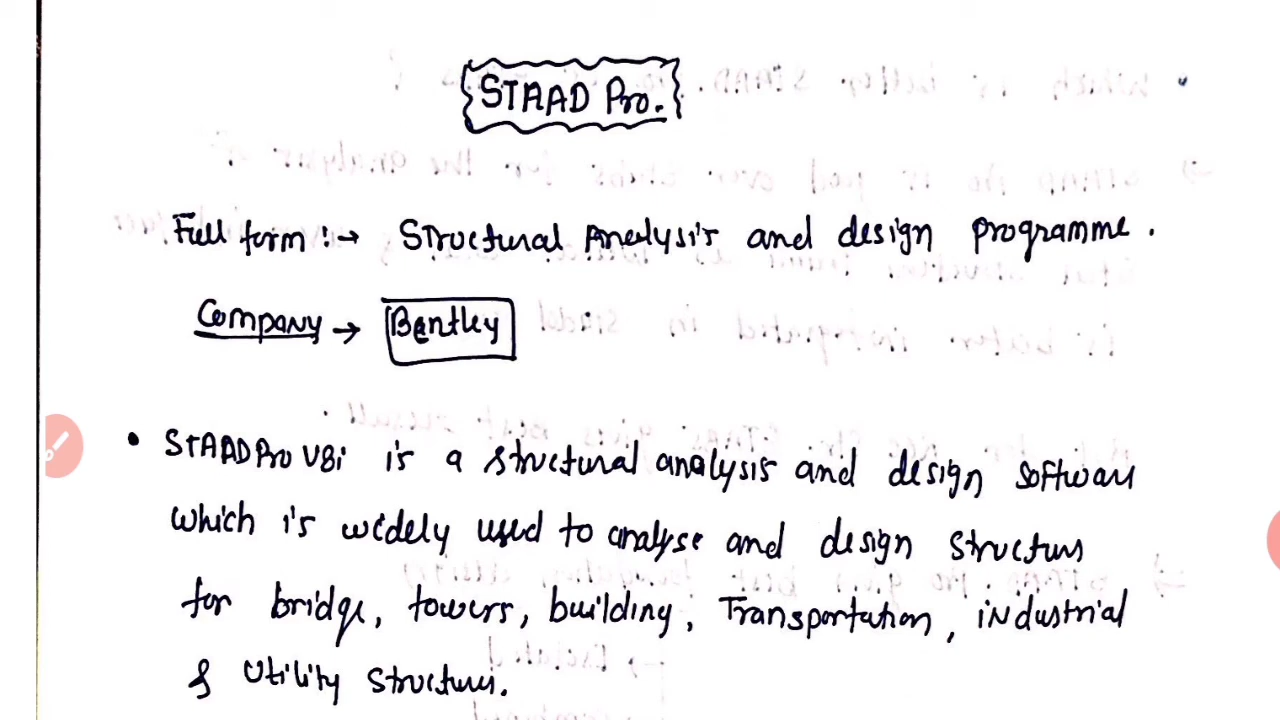 STAAD Pro.
Full form :→ Structural Analysis and design programme.
Company → Bentley
• STAAD Pro V8i is a structural analysis and design software
which is widely used to analyse and design structures
for bridge, towers, building, Transportation, industrial
& Utility structures.